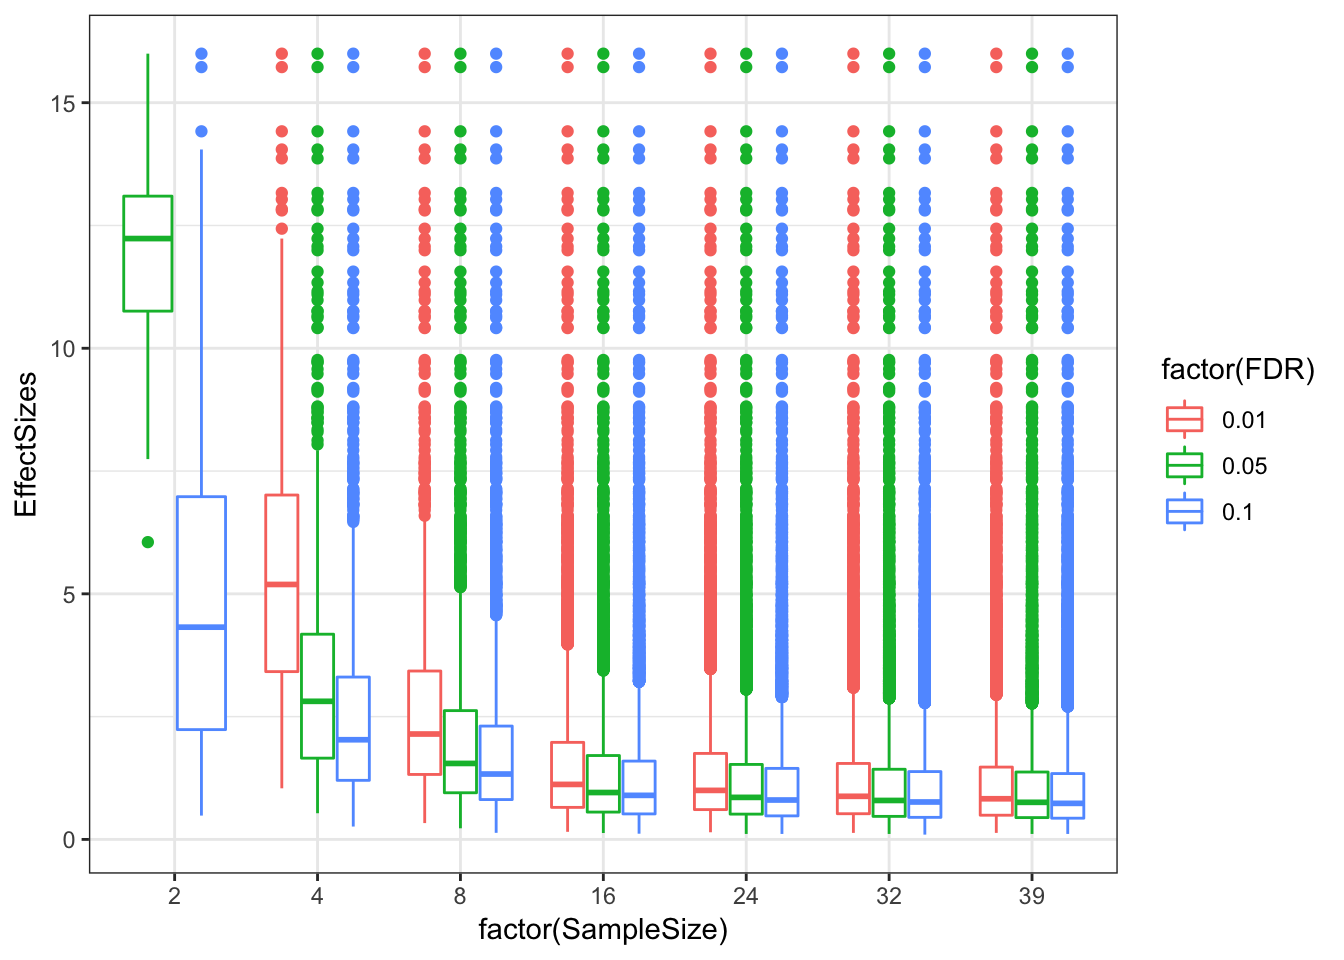 15
10
5
0
EffectSizes
2 4 8 16 24 32 39
factor(SampleSize)
factor(FDR)
0.01
0.05
0.1